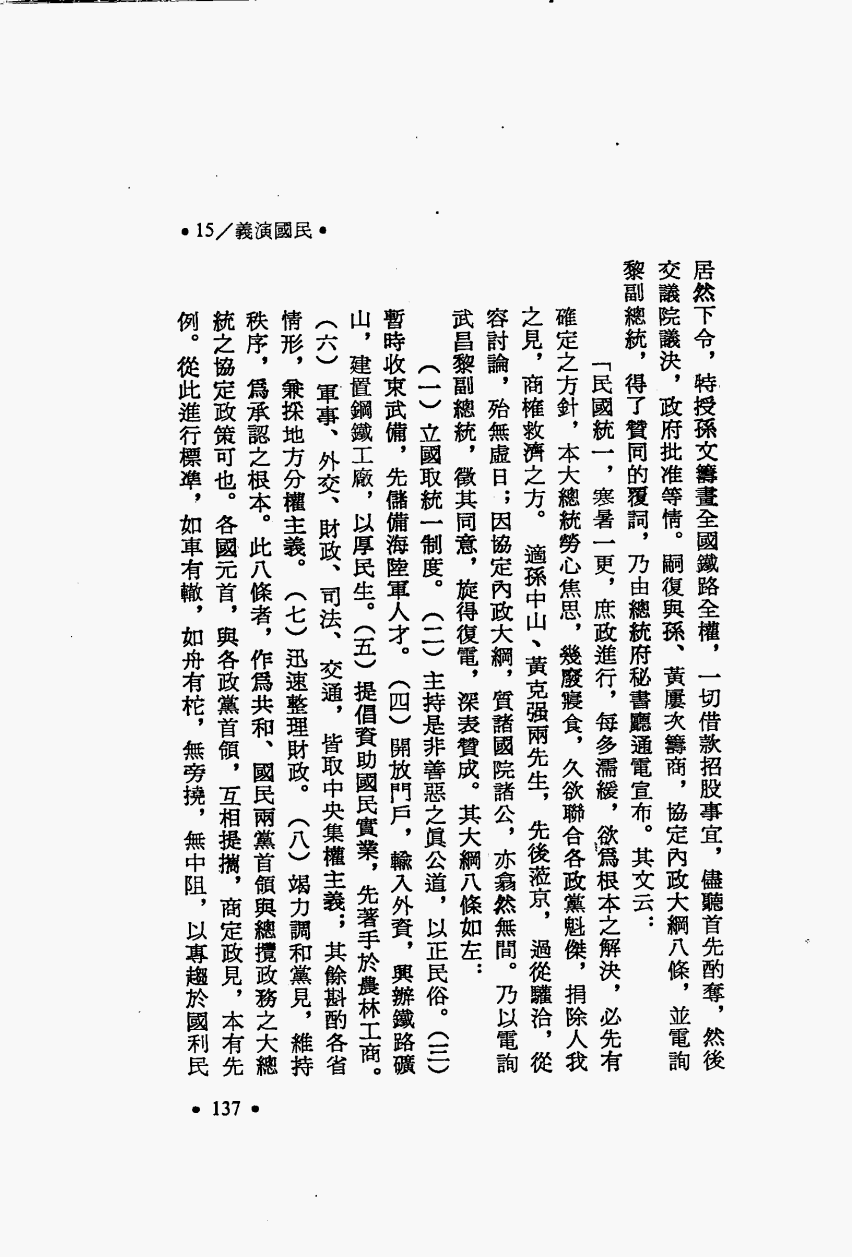 •15／義演國民•
居然下令，特授孫文籌畫全國鐵路全權，一切借款招股事宜，儘聽首先酌奪，然後
交議院議決，政府批准等情。嗣復與孫、黃屢次籌商，協定內政大綱八條，並電詢
黎副總統，得了贊同的覆詞，乃由總統府秘書廳通電宣布。其文云：
「民國統一，寒暑一更，庶政進行，每多濡緩，欲爲根本之解決，必先有
確定之方針，本大總統勞心焦思，幾廢寢食，久欲聯合各政黨魁傑，捐除人我
之見，商榷救濟之方。適孫中山、黃克强兩先生，先後蒞京，過從驩洽，從
容討論，殆無虛日；因協定內政大綱，質諸國院諸公，亦翕然無間。乃以電詢
武昌黎副總統，徵其同意，旋得復電，深表贊成。其大綱八條如左：
（一）立國取統一制度。（二）主持是非善惡之眞公道，以正民俗。（三）
暫時收束武備，先儲備海陸軍人才。（四）開放門戶，輸入外資，興辦鐵路礦
山，建置鋼鐵工廠，以厚民生。（五）提倡資助國民實業，先著手於農林工商。
（六）軍事、外交、財政、司法、交通，皆取中央集權主義；其餘斟酌各省
情形，兼採地方分權主義。（七）迅速整理財政。（八）竭力調和黨見，維持
秩序，爲承認之根本。此八條者，作爲共和、國民兩黨首領與總攬政務之大總
統之協定政策可也。各國元首，與各政黨首領，互相提攜，商定政見，本有先
例。從此進行標準，如車有轍，如舟有柁，無旁撓，無中阻，以專趨於國利民
•137•